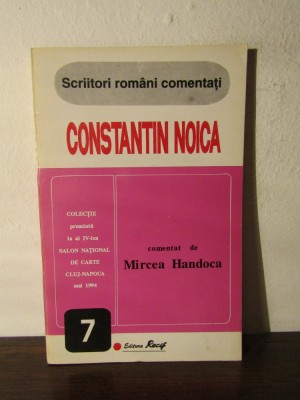 Scriitori români comentați
CONSTANTIN NOICA
COLECȚIE
premiată
la al IV-lea
SALON NAȚIONAL
DE CARTE
CLUJ-NAPOCA
mai 1994
comentat de
Mircea Handoca
7
Editura Recif